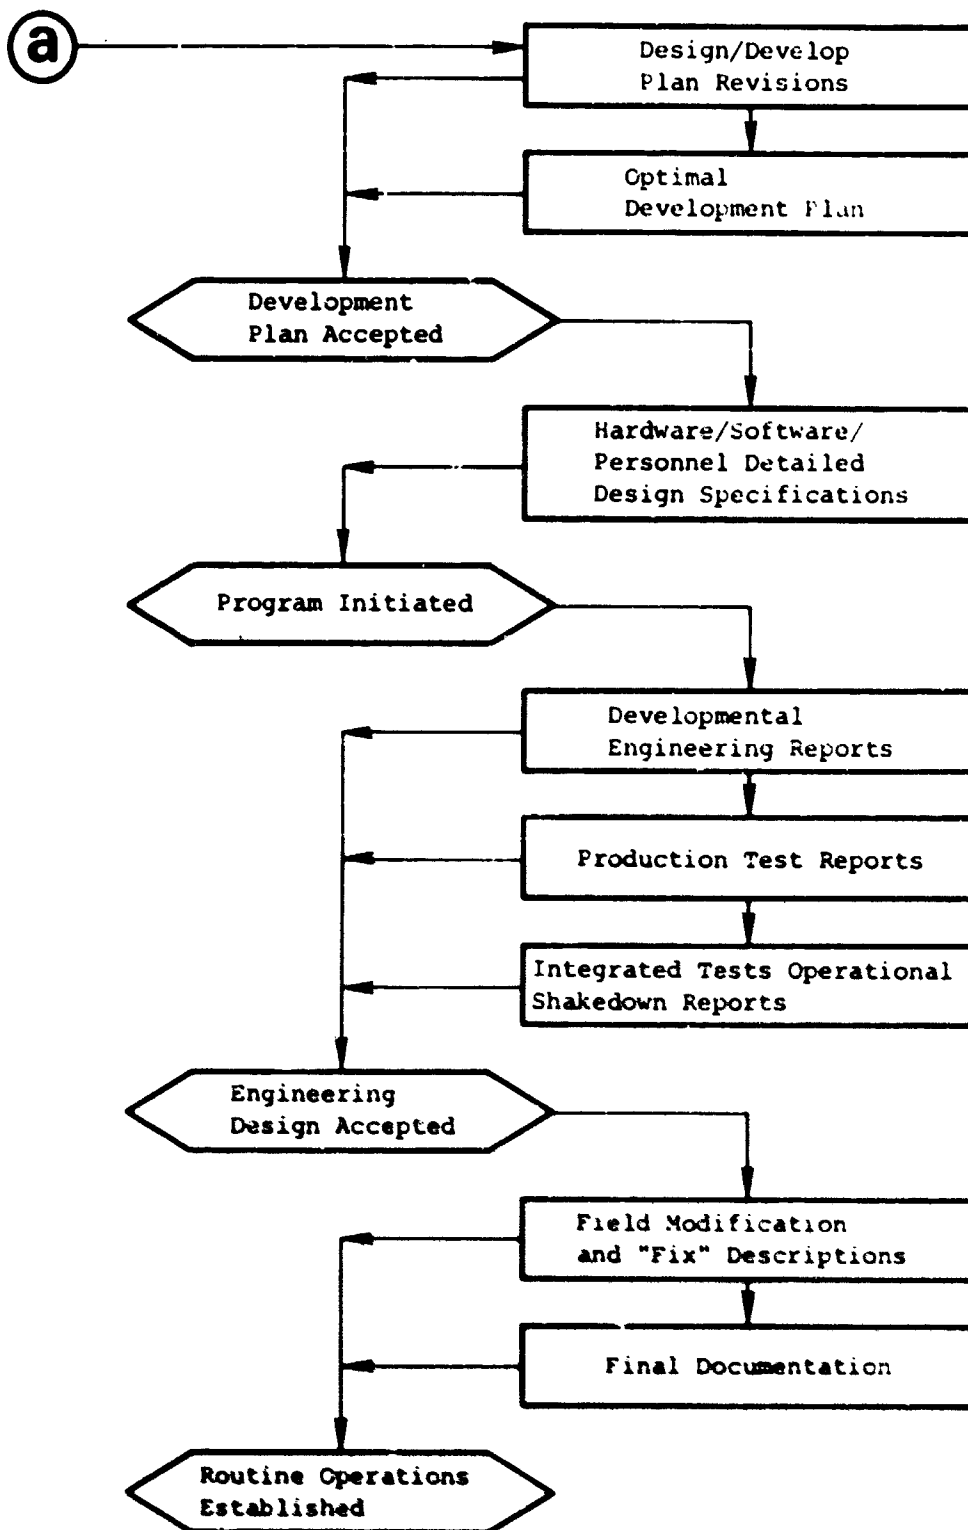 a
Design/Develop
Plan Revisions
Optimal
Development Plan
Development
Plan Accepted
Hardware/Software/
Personnel Detailed
Design Specifications
Program Initiated
Developmental
Engineering Reports
Production Test Reports
Integrated Tests Operational
Shakedown Reports
Engineering
Design Accepted
Field Modification
and "Fix" Descriptions
Final Documentation
Routine Operations
Established